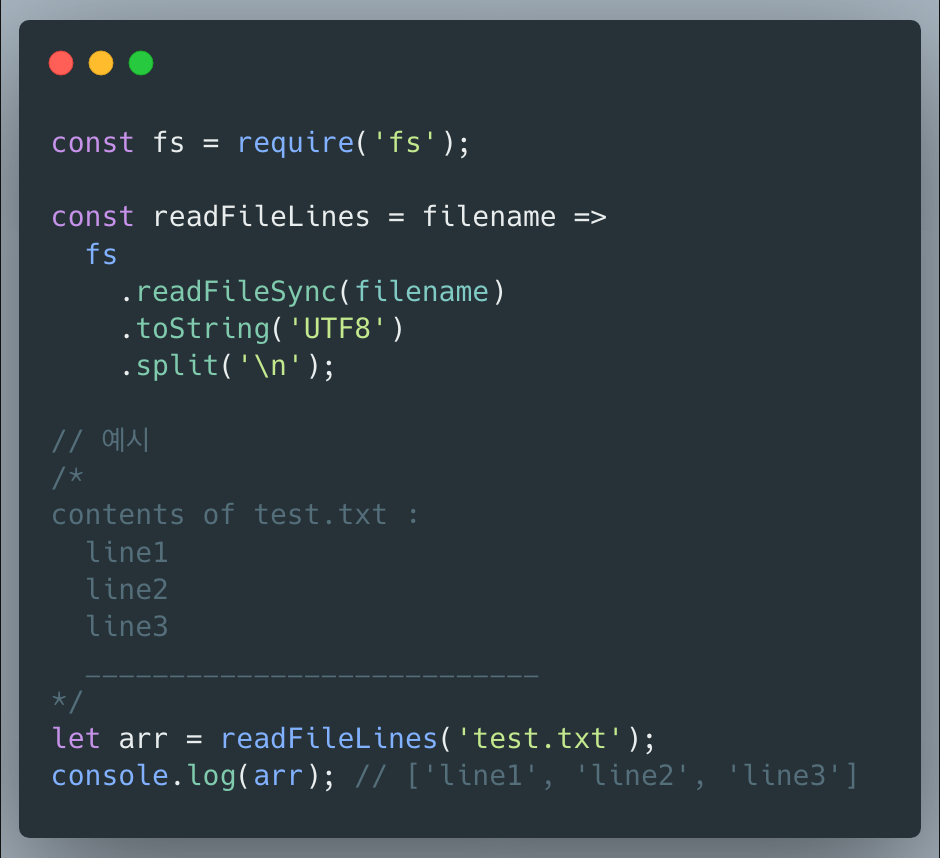 const fs = require('fs');

const readFileLines = filename =>
  fs
    .readFileSync(filename)
    .toString('UTF8')
    .split('\n');

// 예시
/*
contents of test.txt :
  line1
  line2
  line3
  ___________________________
*/
let arr = readFileLines('test.txt');
console.log(arr); // ['line1', 'line2', 'line3']